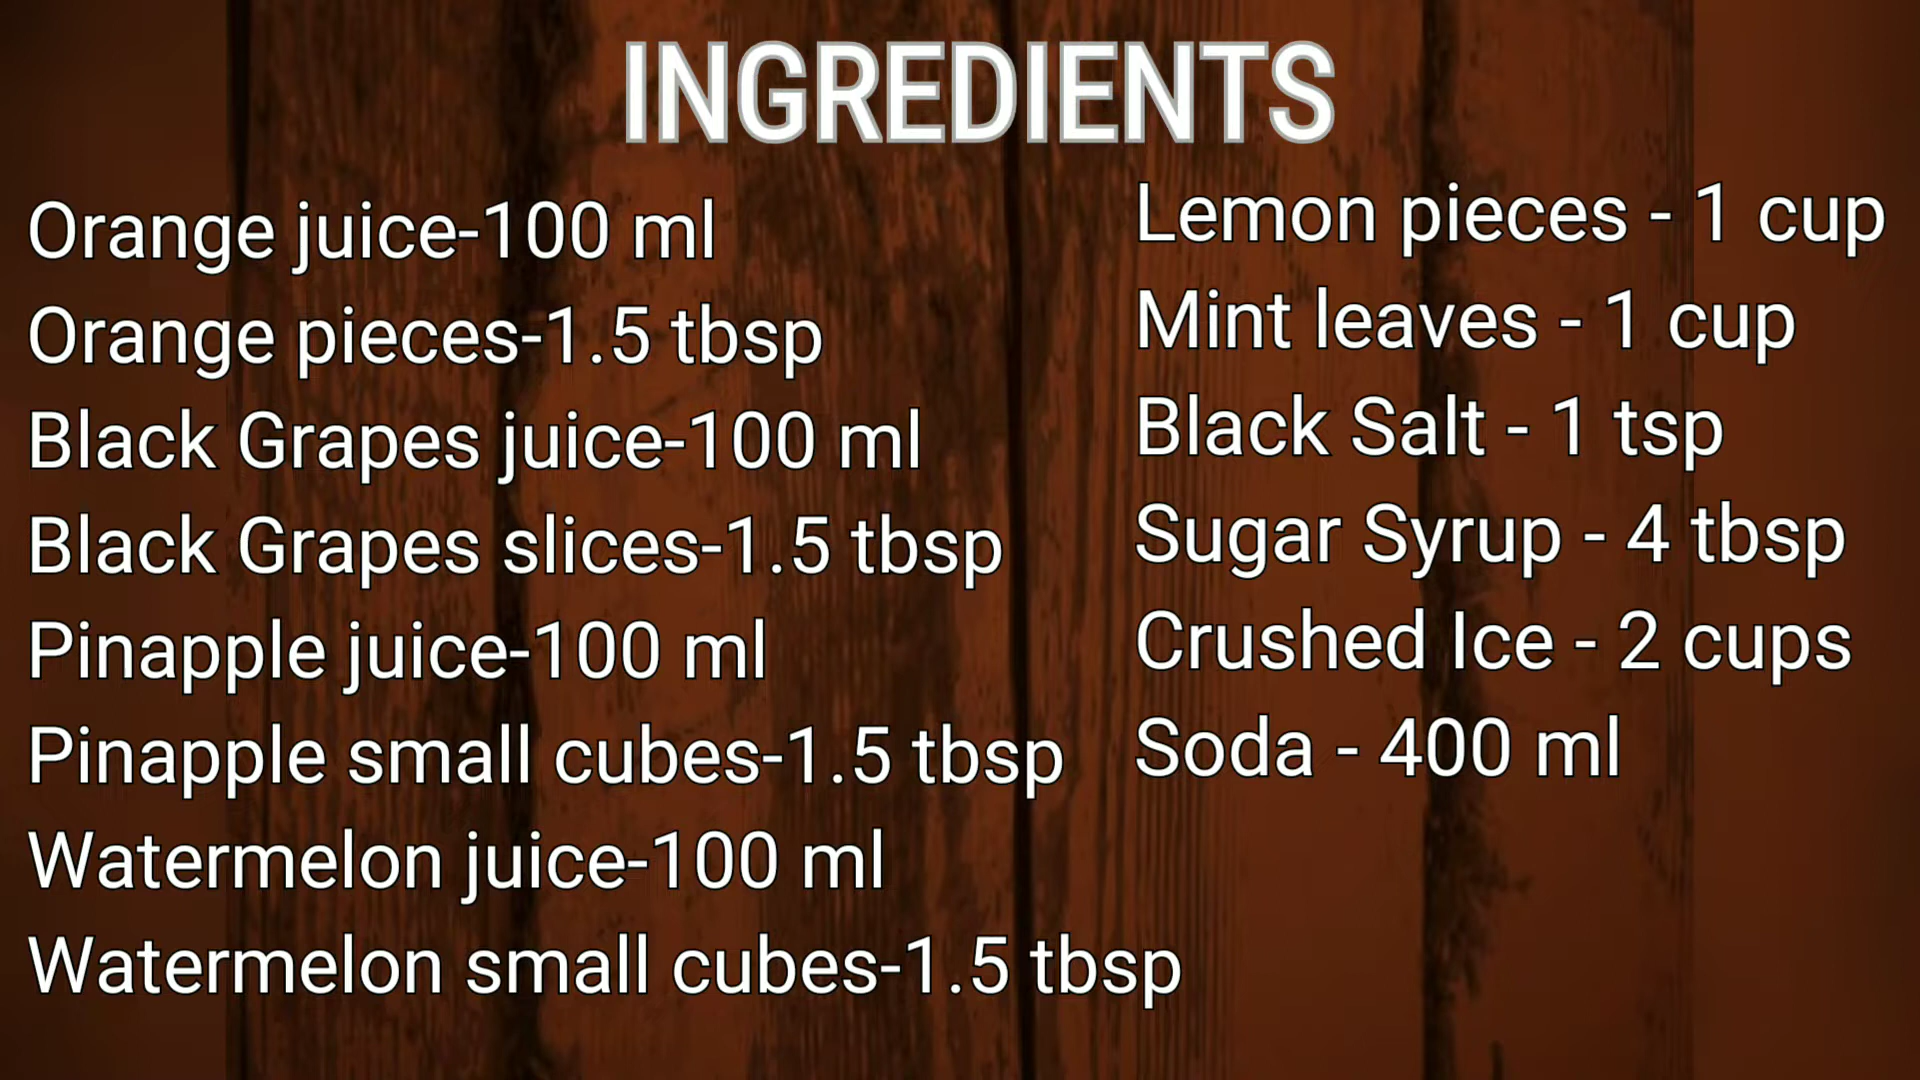 INGREDIENTS
Orange juice-100 ml
Orange pieces-1.5 tbsp
Black Grapes juice-100 ml
Black Grapes slices-1.5 tbsp
Pinapple juice-100 ml
Pinapple small cubes-1.5 tbsp
Watermelon juice-100 ml
Watermelon small cubes-1.5 tbsp
Lemon pieces - 1 cup
Mint leaves - 1 cup
Black Salt - 1 tsp
Sugar Syrup - 4 tbsp
Crushed Ice - 2 cups
Soda - 400 ml